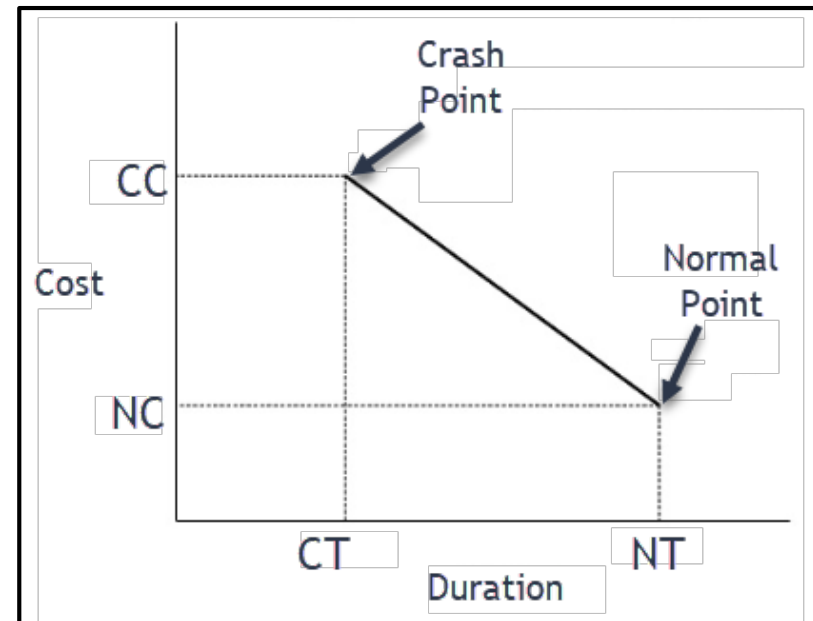 Crash
Point
CC
Cost
Normal
Point
NC
CT
NT
Duration